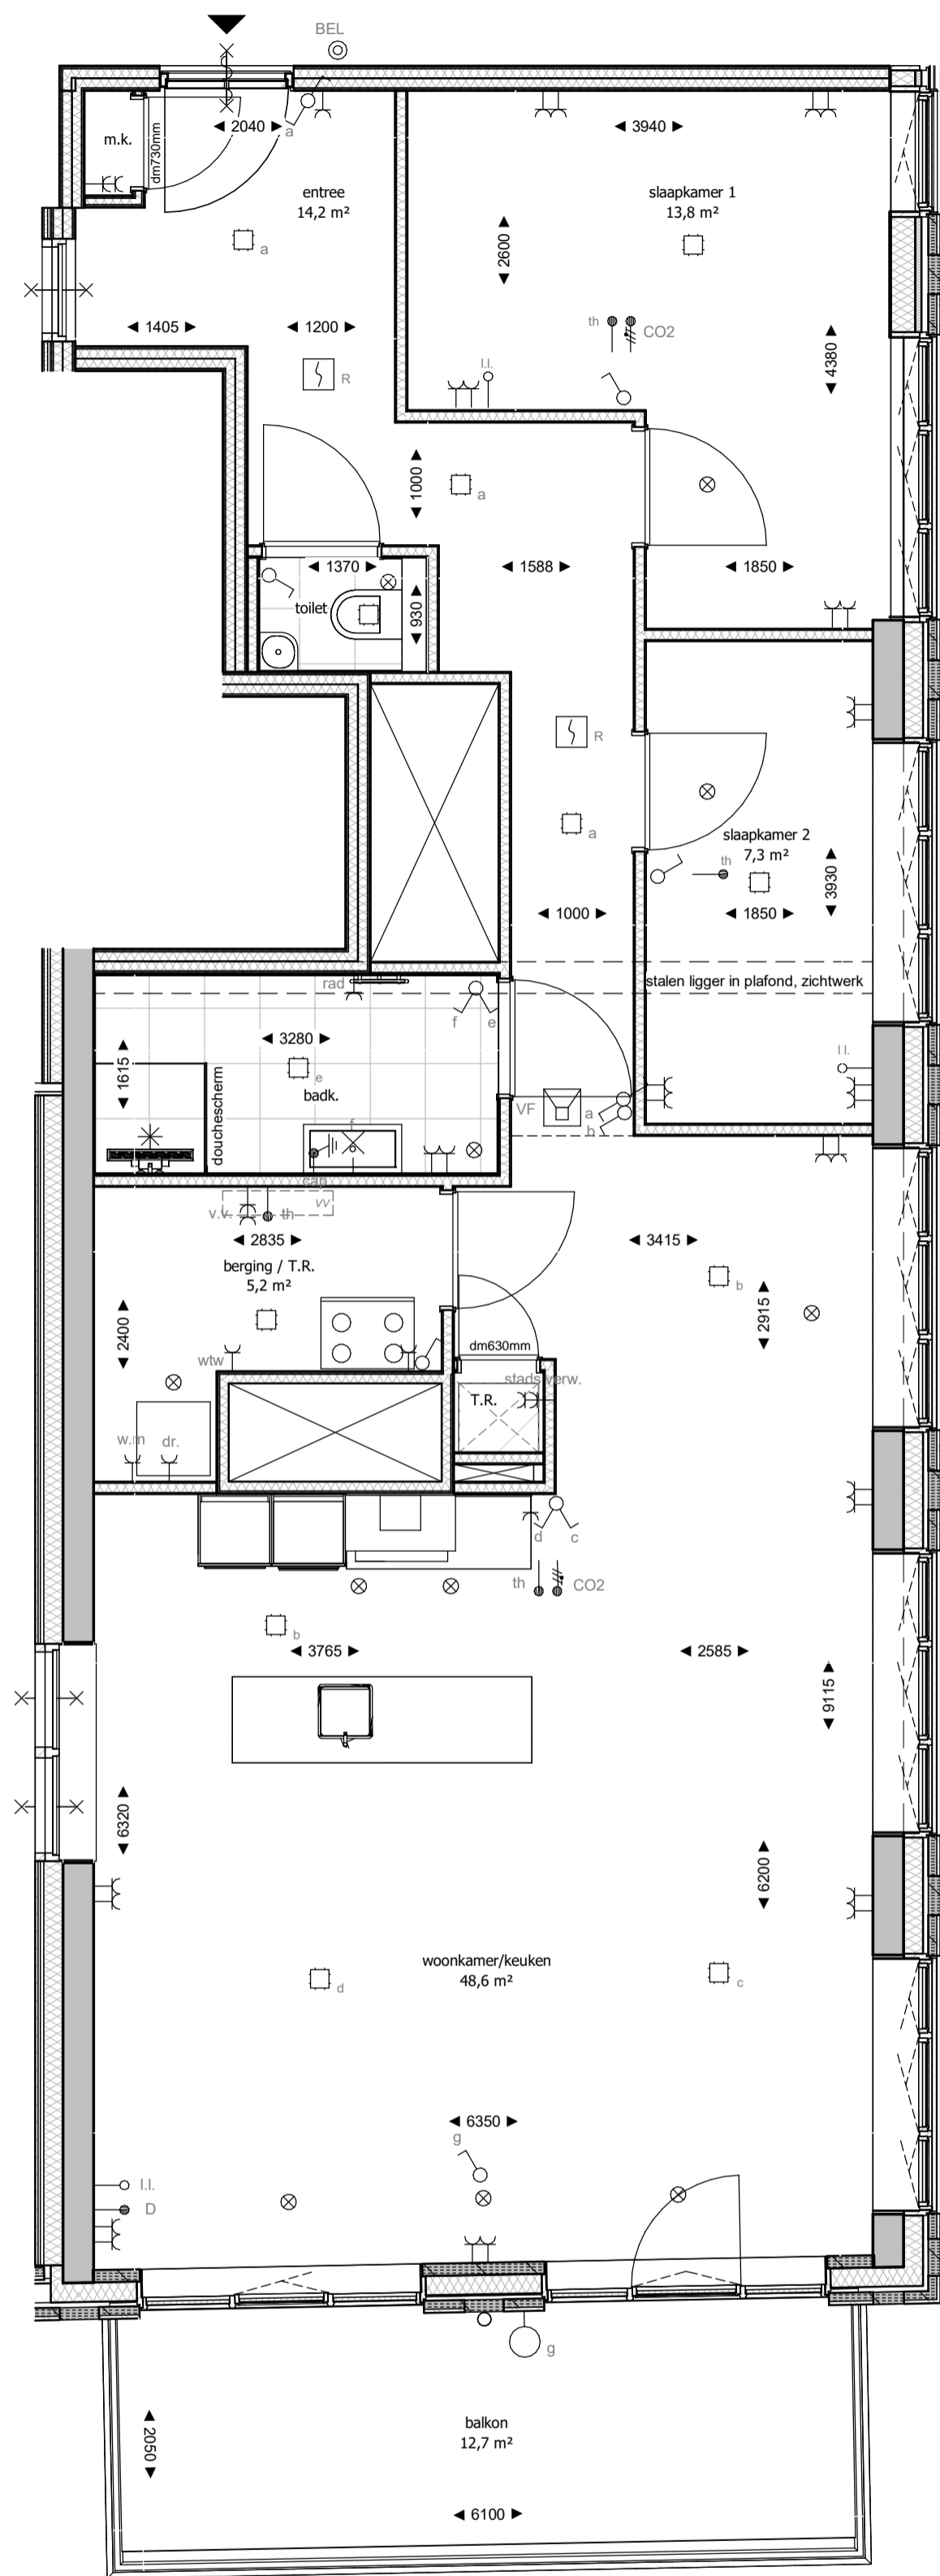 BEL
m.k.
dm730mm
2040
a
3940
entree
14,2 m²
slaapkamer 1
13,8 m²
a
2600
1405
1200
th
CO2
R
l.l.
4380
1000
a
1370
1588
1850
toilet
930
R
a
slaapkamer 2
7,3 m²
th
3930
1000
1850
rad
stalen ligger in plafond, zichtwerk
f
e
3280
1615
e
badk.
douchescherm
l.l.
VF
a
b
f
cap
vv
v.v.
th
2835
3415
berging / T.R.
5,2 m²
b
2915
2400
dm630mm
wtw
stads verw.
T.R.
w.m
dr.
d
c
th
CO2
b
3765
2585
9115
6320
6200
woonkamer/keuken
48,6 m²
d
c
6350
g
l.l.
D
g
balkon
12,7 m²
2050
6100